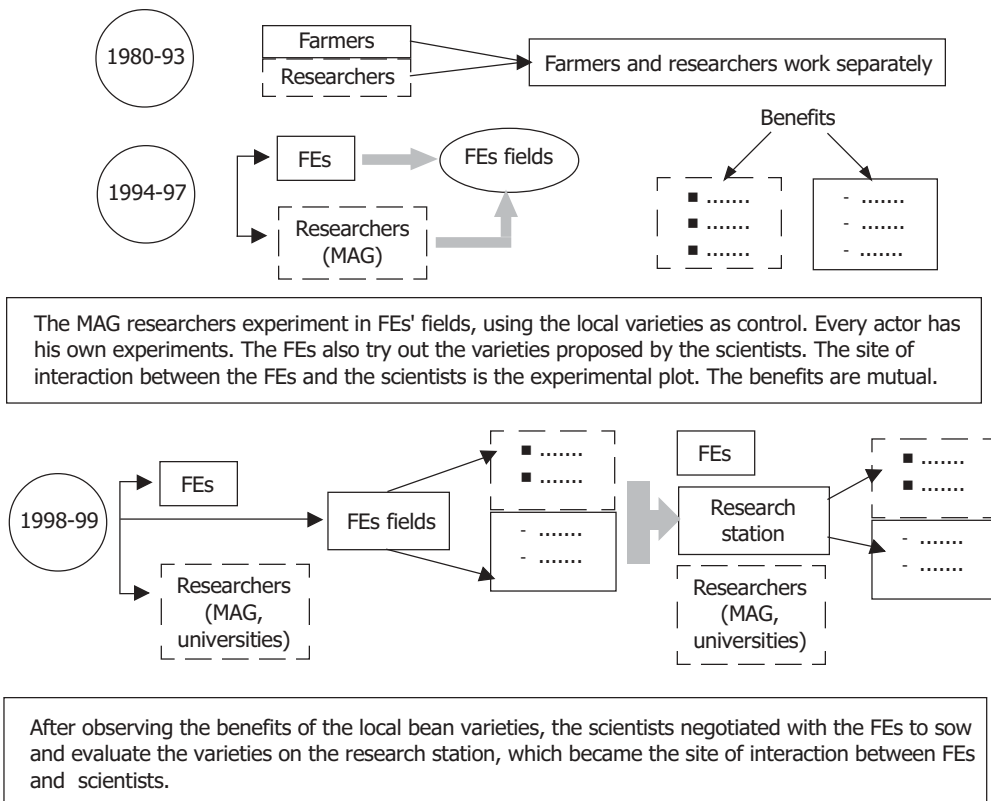 1980-93
Farmers
Researchers
Farmers and researchers work separately
1994-97
FEs
Researchers
(MAG)
FEs fields
Benefits
■ .......
■ .......
■ .......
- .......
- .......
- .......
The MAG researchers experiment in FEs' fields, using the local varieties as control. Every actor has
his own experiments. The FEs also try out the varieties proposed by the scientists. The site of
interaction between the FEs and the scientists is the experimental plot. The benefits are mutual.
1998-99
FEs
Researchers
(MAG,
universities)
FEs fields
■ .......
■ .......
- .......
- .......
FEs
Research
station
Researchers
(MAG,
universities)
■ .......
■ .......
- .......
- .......
After observing the benefits of the local bean varieties, the scientists negotiated with the FEs to sow
and evaluate the varieties on the research station, which became the site of interaction between FEs
and scientists.